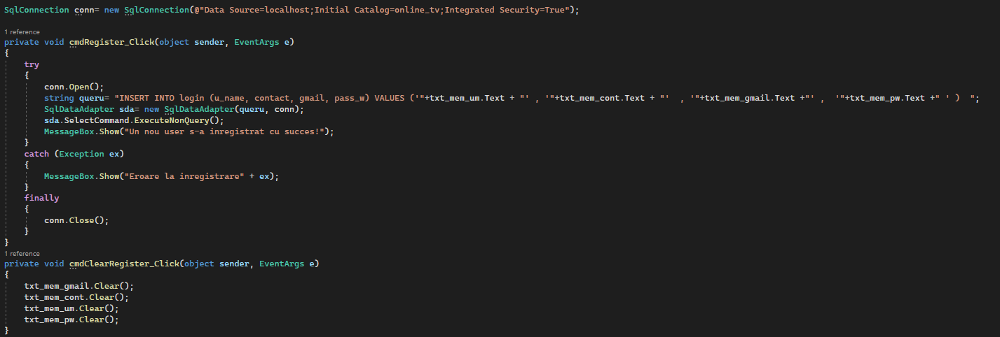 SqlConnection conn= new SqlConnection(@"Data Source=localhost;Initial Catalog=online_tv;Integrated Security=True");
1 reference
private void cmdRegister_Click(object sender, EventArgs e)
{
try
{
conn.Open();
string queru= "INSERT INTO login (u_name, contact, gmail, pass_w) VALUES ('"+txt_mem_um.Text + "' , '"+txt_mem_cont.Text + "'  , '"+txt_mem_gmail.Text +"' ,  '"+txt_mem_pw.Text +" ' )  ";
SqlDataAdapter sda= new SqlDataAdapter(queru, conn);
sda.SelectCommand.ExecuteNonQuery();
MessageBox.Show("Un nou user s-a inregistrat cu succes!");
}
catch (Exception ex)
{
MessageBox.Show("Eroare la inregistrare" + ex);
}
finally
{
conn.Close();
}
}
1 reference
private void cmdClearRegister_Click(object sender, EventArgs e)
{
txt_mem_gmail.Clear();
txt_mem_cont.Clear();
txt_mem_um.Clear();
txt_mem_pw.Clear();
}